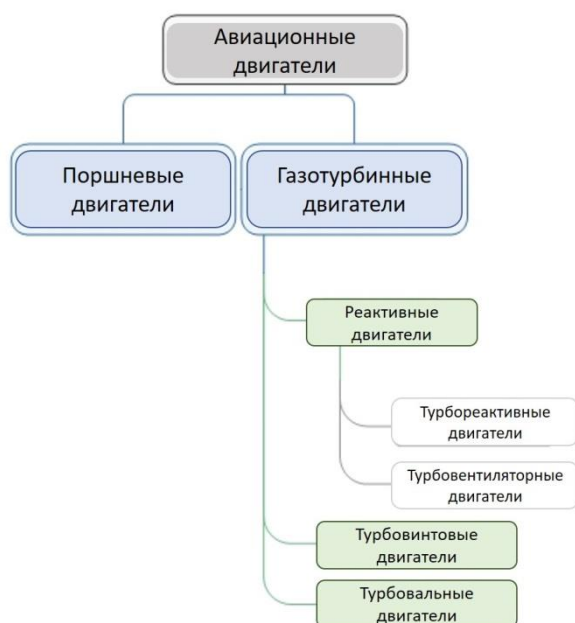 Авиационные
двигатели
Поршневые
двигатели
Газотурбинные
двигатели
Реактивные
двигатели
Турбореактивные
двигатели
Турбовентиляторные
двигатели
Турбовинтовые
двигатели
Турбовальные
двигатели